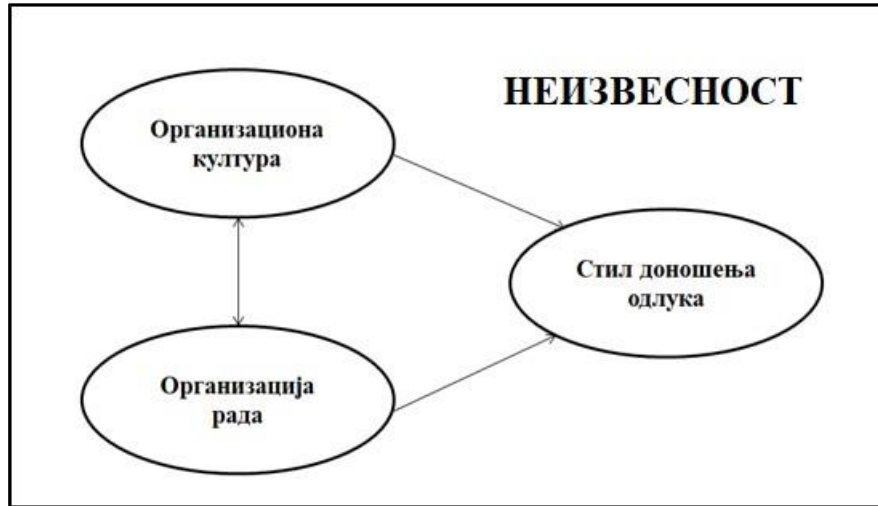 НЕИЗВЕСНОСТ
Организациона
култура
Стил доношења
одлука
Организација
рада